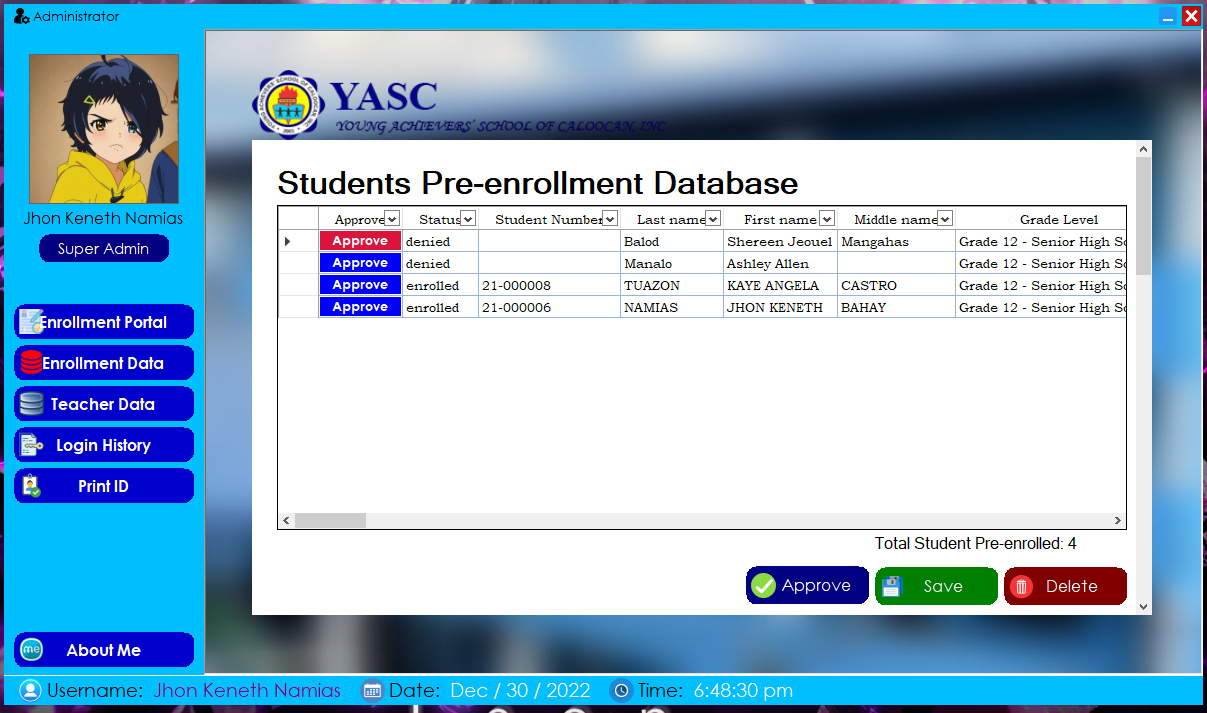 Administrator
YASC
YOUNG ACHIEVERS' SCHOOL OF CALOOCAN, INC.
Jhon Keneth Namias
Super Admin
Enrollment Portal
Enrollment Data
Teacher Data
Login History
Print ID
About Me
Students Pre-enrollment Database
Approve Status Student Number Last name First name Middle name Grade Level
Approve denied Balod Shereen Jeouel Mangahas Grade 12 - Senior High Sc
Approve denied Manalo Ashley Allen Grade 12 - Senior High Sc
Approve enrolled 21-000008 TUAZON KAYE ANGELA CASTRO Grade 12 - Senior High Sc
Approve enrolled 21-000006 NAMIAS JHON KENETH BAHAY Grade 12 - Senior High Sc
Total Student Pre-enrolled: 4
Approve Save Delete
Username: Jhon Keneth Namias Date: Dec / 30 / 2022 Time: 6:48:30 pm